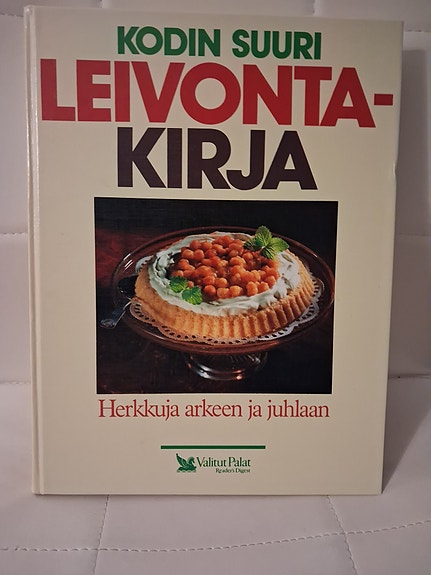 KODIN SUURI
LEIVONTA-
KIRJA
Herkkuja arkeen ja juhlaan
Valitut Palat
Reader's Digest